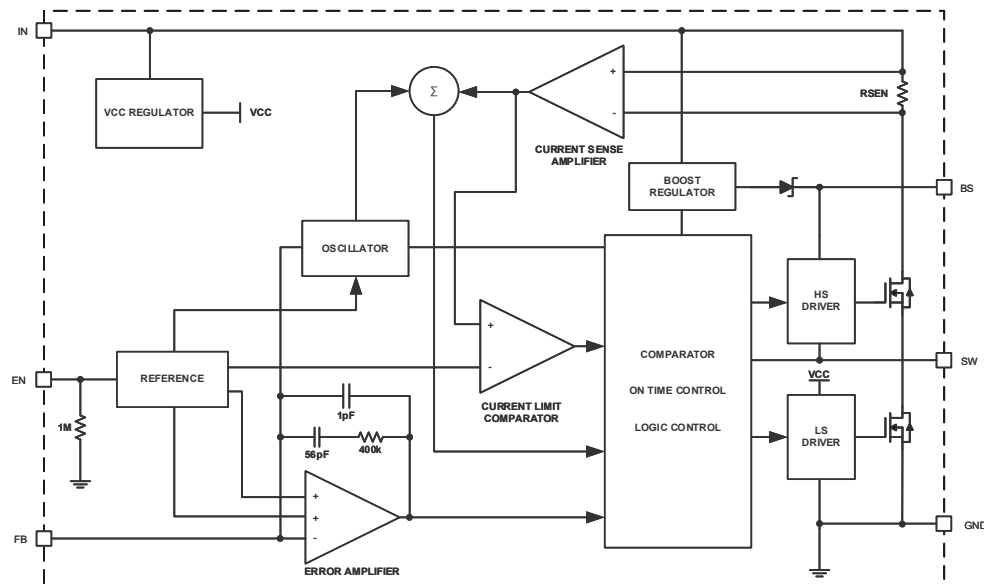 IN
VCC REGULATOR
VCC
Σ
+
-
CURRENT SENSE
AMPLIFIER
RSEN
BOOST
REGULATOR
BS
OSCILLATOR
HS
DRIVER
+
-
CURRENT LIMIT
COMPARATOR
COMPARATOR
ON TIME CONTROL
LOGIC CONTROL
SW
VCC
EN
REFERENCE
1M
1pF
56pF
400k
LS
DRIVER
+
+
-
ERROR AMPLIFIER
FB
GND